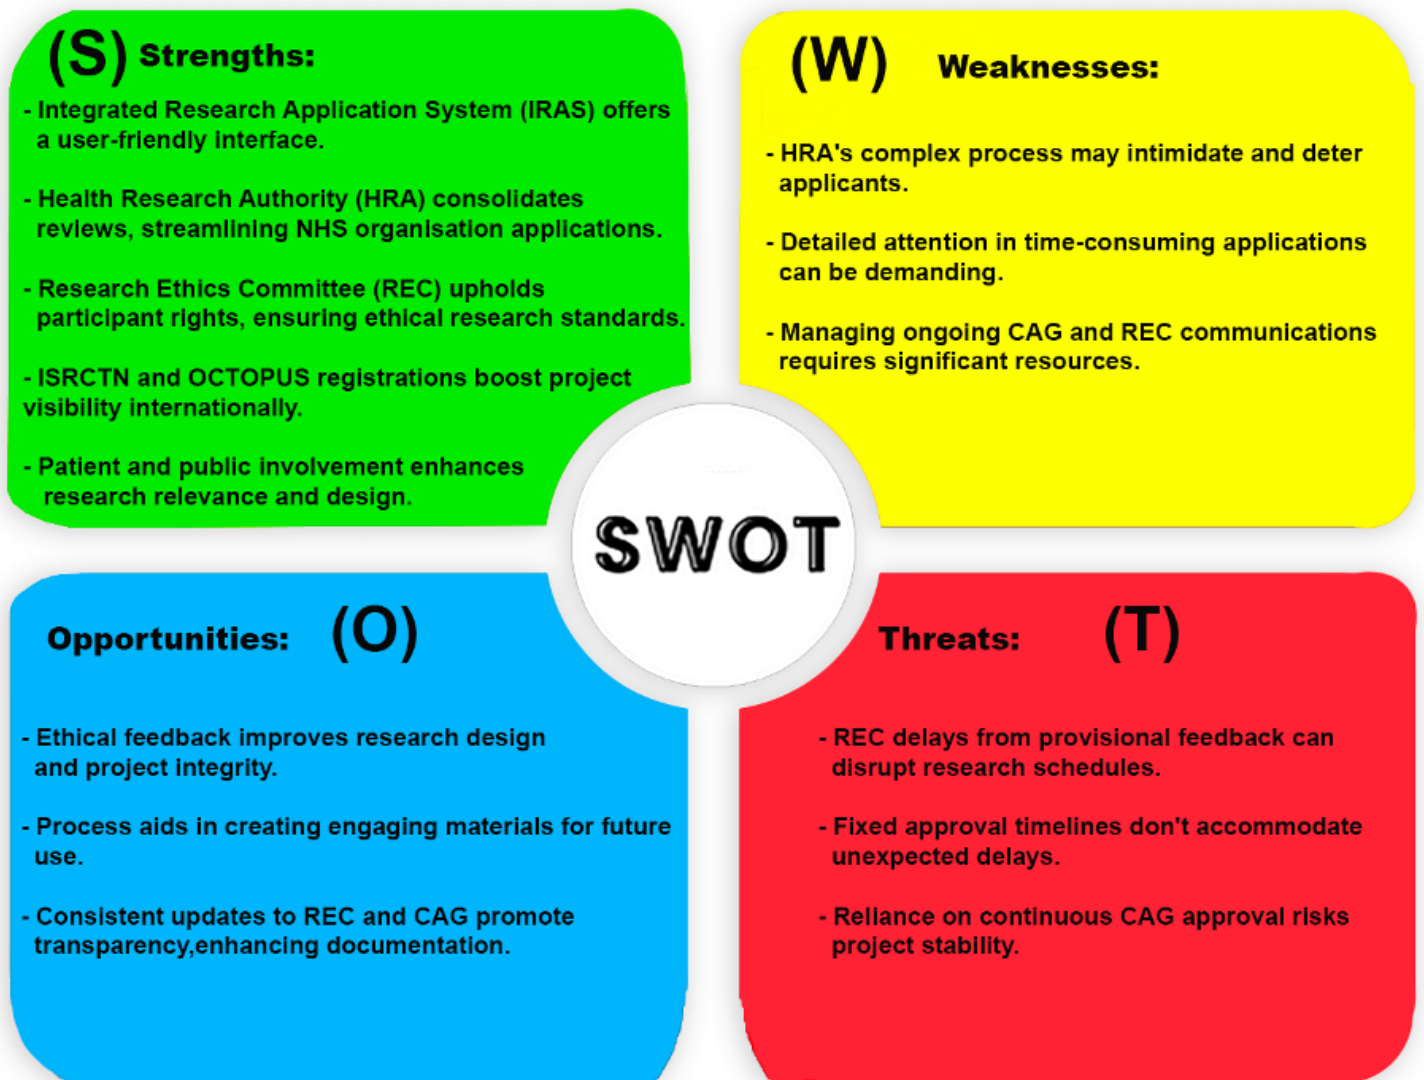 (S) Strengths:
- Integrated Research Application System (IRAS) offers
a user-friendly interface.
- Health Research Authority (HRA) consolidates
reviews, streamlining NHS organisation applications.
- Research Ethics Committee (REC) upholds
participant rights, ensuring ethical research standards.
- ISRCTN and OCTOPUS registrations boost project
visibility internationally.
- Patient and public involvement enhances
research relevance and design.
(W) Weaknesses:
- HRA's complex process may intimidate and deter
applicants.
- Detailed attention in time-consuming applications
can be demanding.
- Managing ongoing CAG and REC communications
requires significant resources.
SWOT
Opportunities: (O)
- Ethical feedback improves research design
and project integrity.
- Process aids in creating engaging materials for future
use.
- Consistent updates to REC and CAG promote
transparency,enhancing documentation.
Threats: (T)
- REC delays from provisional feedback can
disrupt research schedules.
- Fixed approval timelines don't accommodate
unexpected delays.
- Reliance on continuous CAG approval risks
project stability.